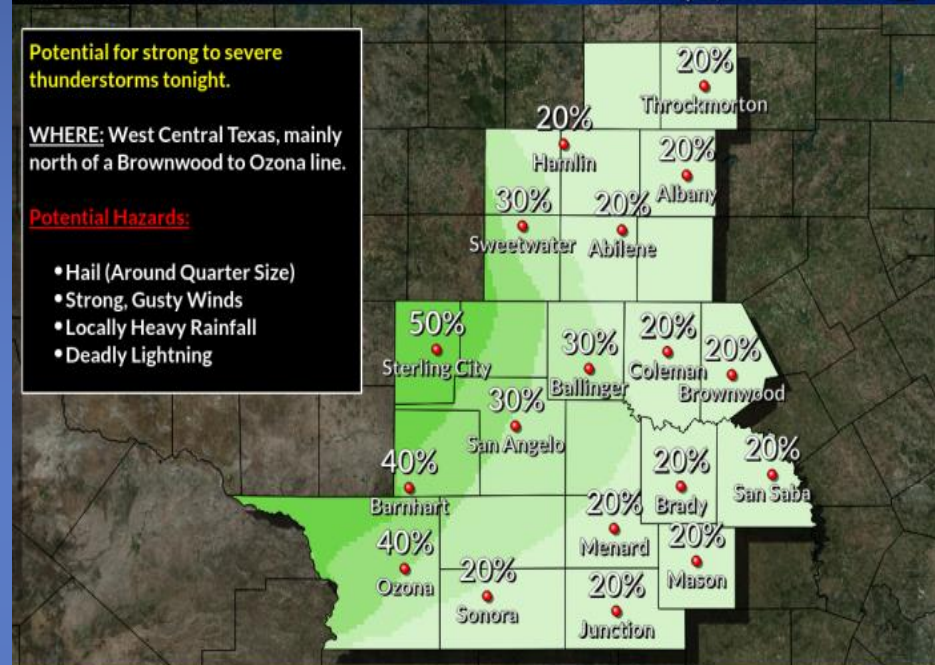 Potential for strong to severe
thunderstorms tonight.
WHERE: West Central Texas, mainly
north of a Brownwood to Ozona line.
Potential Hazards:
•Hail (Around Quarter Size)
•Strong, Gusty Winds
•Locally Heavy Rainfall
•Deadly Lightning
20%
Throckmorton
20%
Hamlin
20%
Albany
30%
Sweetwater
20%
Abilene
50%
Sterling City
30%
Ballinger
20%
Coleman
20%
Brownwood
30%
San Angelo
40%
Barnhart
20%
Brady
20%
San Saba
40%
Ozona
20%
Menard
20%
Mason
20%
Sonora
20%
Junction